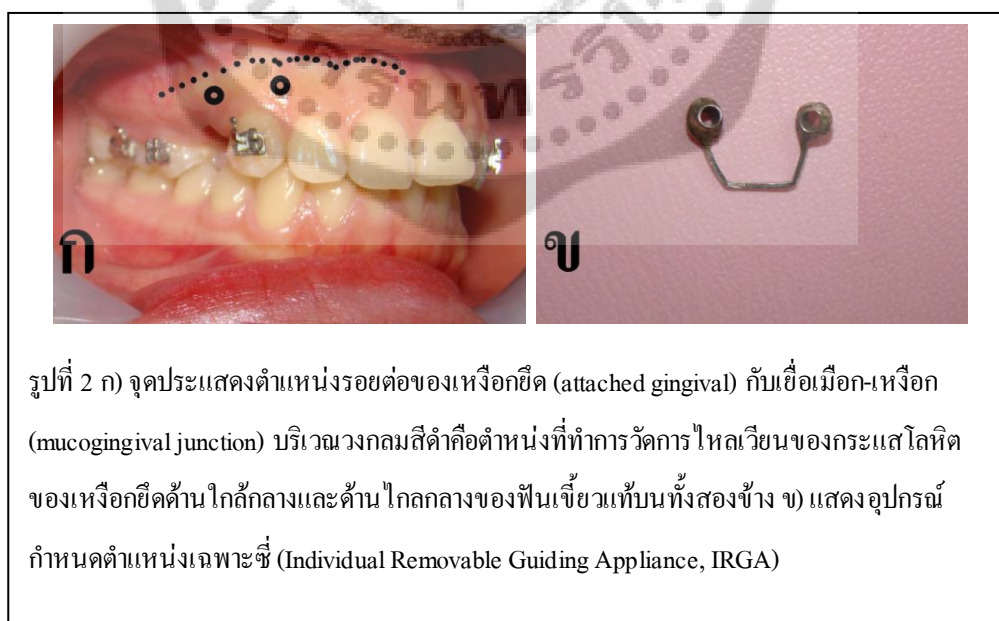 ก
ข
รูปที่ 2 ก) จุดประแสดงตำแหน่งรอยต่อของเหงือกยึด (attached gingival) กับเยื่อเมือก-เหงือก
(mucogingival junction) บริเวณวงกลมสีดำคือตำหน่งที่ทำการวัดการไหลเวียนของกระแสโลหิต
ของเหงือกยึดด้านใกล้กลางและด้านไกลกลางของฟันเขี้ยวแท้บนทั้งสองข้าง ข) แสดงอุปกรณ์
กำหนดตำแหน่งเฉพาะซี่ (Individual Removable Guiding Appliance, IRGA)